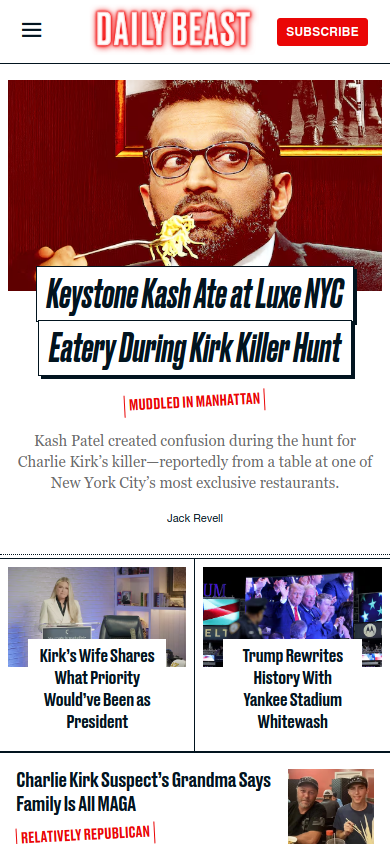 DAILY BEAST
SUBSCRIBE
Keystone Kash Ate at Luxe NYC
Eatery During Kirk Killer Hunt
MUDDLED IN MANHATTAN
Kash Patel created confusion during the hunt for
Charlie Kirk’s killer—reportedly from a table at one of
New York City’s most exclusive restaurants.
Jack Revell
UM
ELT
Kirk’s Wife Shares
What Priority
Would’ve Been as
President
Trump Rewrites
History With
Yankee Stadium
Whitewash
Charlie Kirk Suspect’s Grandma Says
Family Is All MAGA
RELATIVELY REPUBLICAN